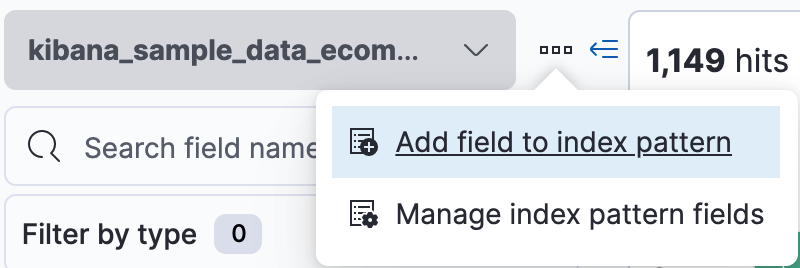 kibana_sample_data_ecom...
1,149 hits
Search field name
Add field to index pattern
Manage index pattern fields
Filter by type 0